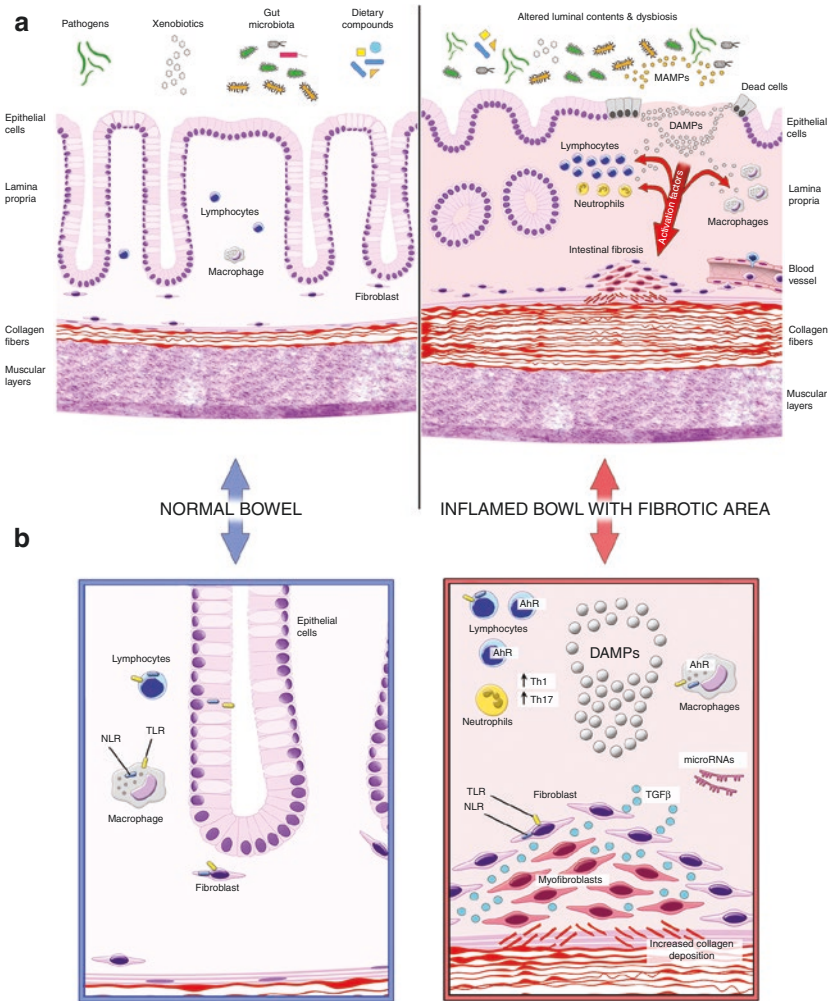 a
Pathogens
Xenobiotics
Gut
microbiota
Dietary
compounds
Epithelial
cells
Lamina
propria
Lymphocytes
Macrophage
Fibroblast
Collagen
fibers
Muscular
layers
Altered luminal contents & dysbiosis
MAMPs
Dead cells
DAMPs
Epithelial
cells
Lymphocytes
Neutrophils
Activation factors
Macrophages
Lamina
propria
Intestinal fibrosis
Blood
vessel
Collagen
fibers
Muscular
layers
NORMAL BOWEL
INFLAMED BOWL WITH FIBROTIC AREA
b
Epithelial
cells
Lymphocytes
NLR
TLR
Macrophage
Fibroblast
AhR
Lymphocytes
AhR
Th1
Th17
Neutrophils
DAMPs
AhR
Macrophages
microRNAs
TLR
NLR
Fibroblast
TGFβ
Myofibroblasts
Increased collagen
deposition